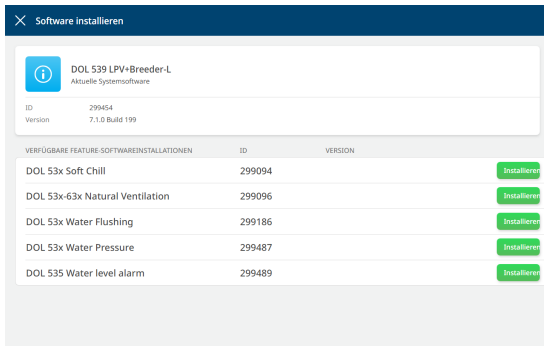 Software installieren
DOL 539 LPV+Breeder-L
Aktuelle Systemsoftware
ID 299454
Version 7.1.0 Build 199
VERFÜGBARE FEATURE-SOFTWAREINSTALLATIONEN ID VERSION
DOL 53x Soft Chill 299094 Installieren
DOL 53x-63x Natural Ventilation 299096 Installieren
DOL 53x Water Flushing 299186 Installieren
DOL 53x Water Pressure 299487 Installieren
DOL 535 Water level alarm 299489 Installieren